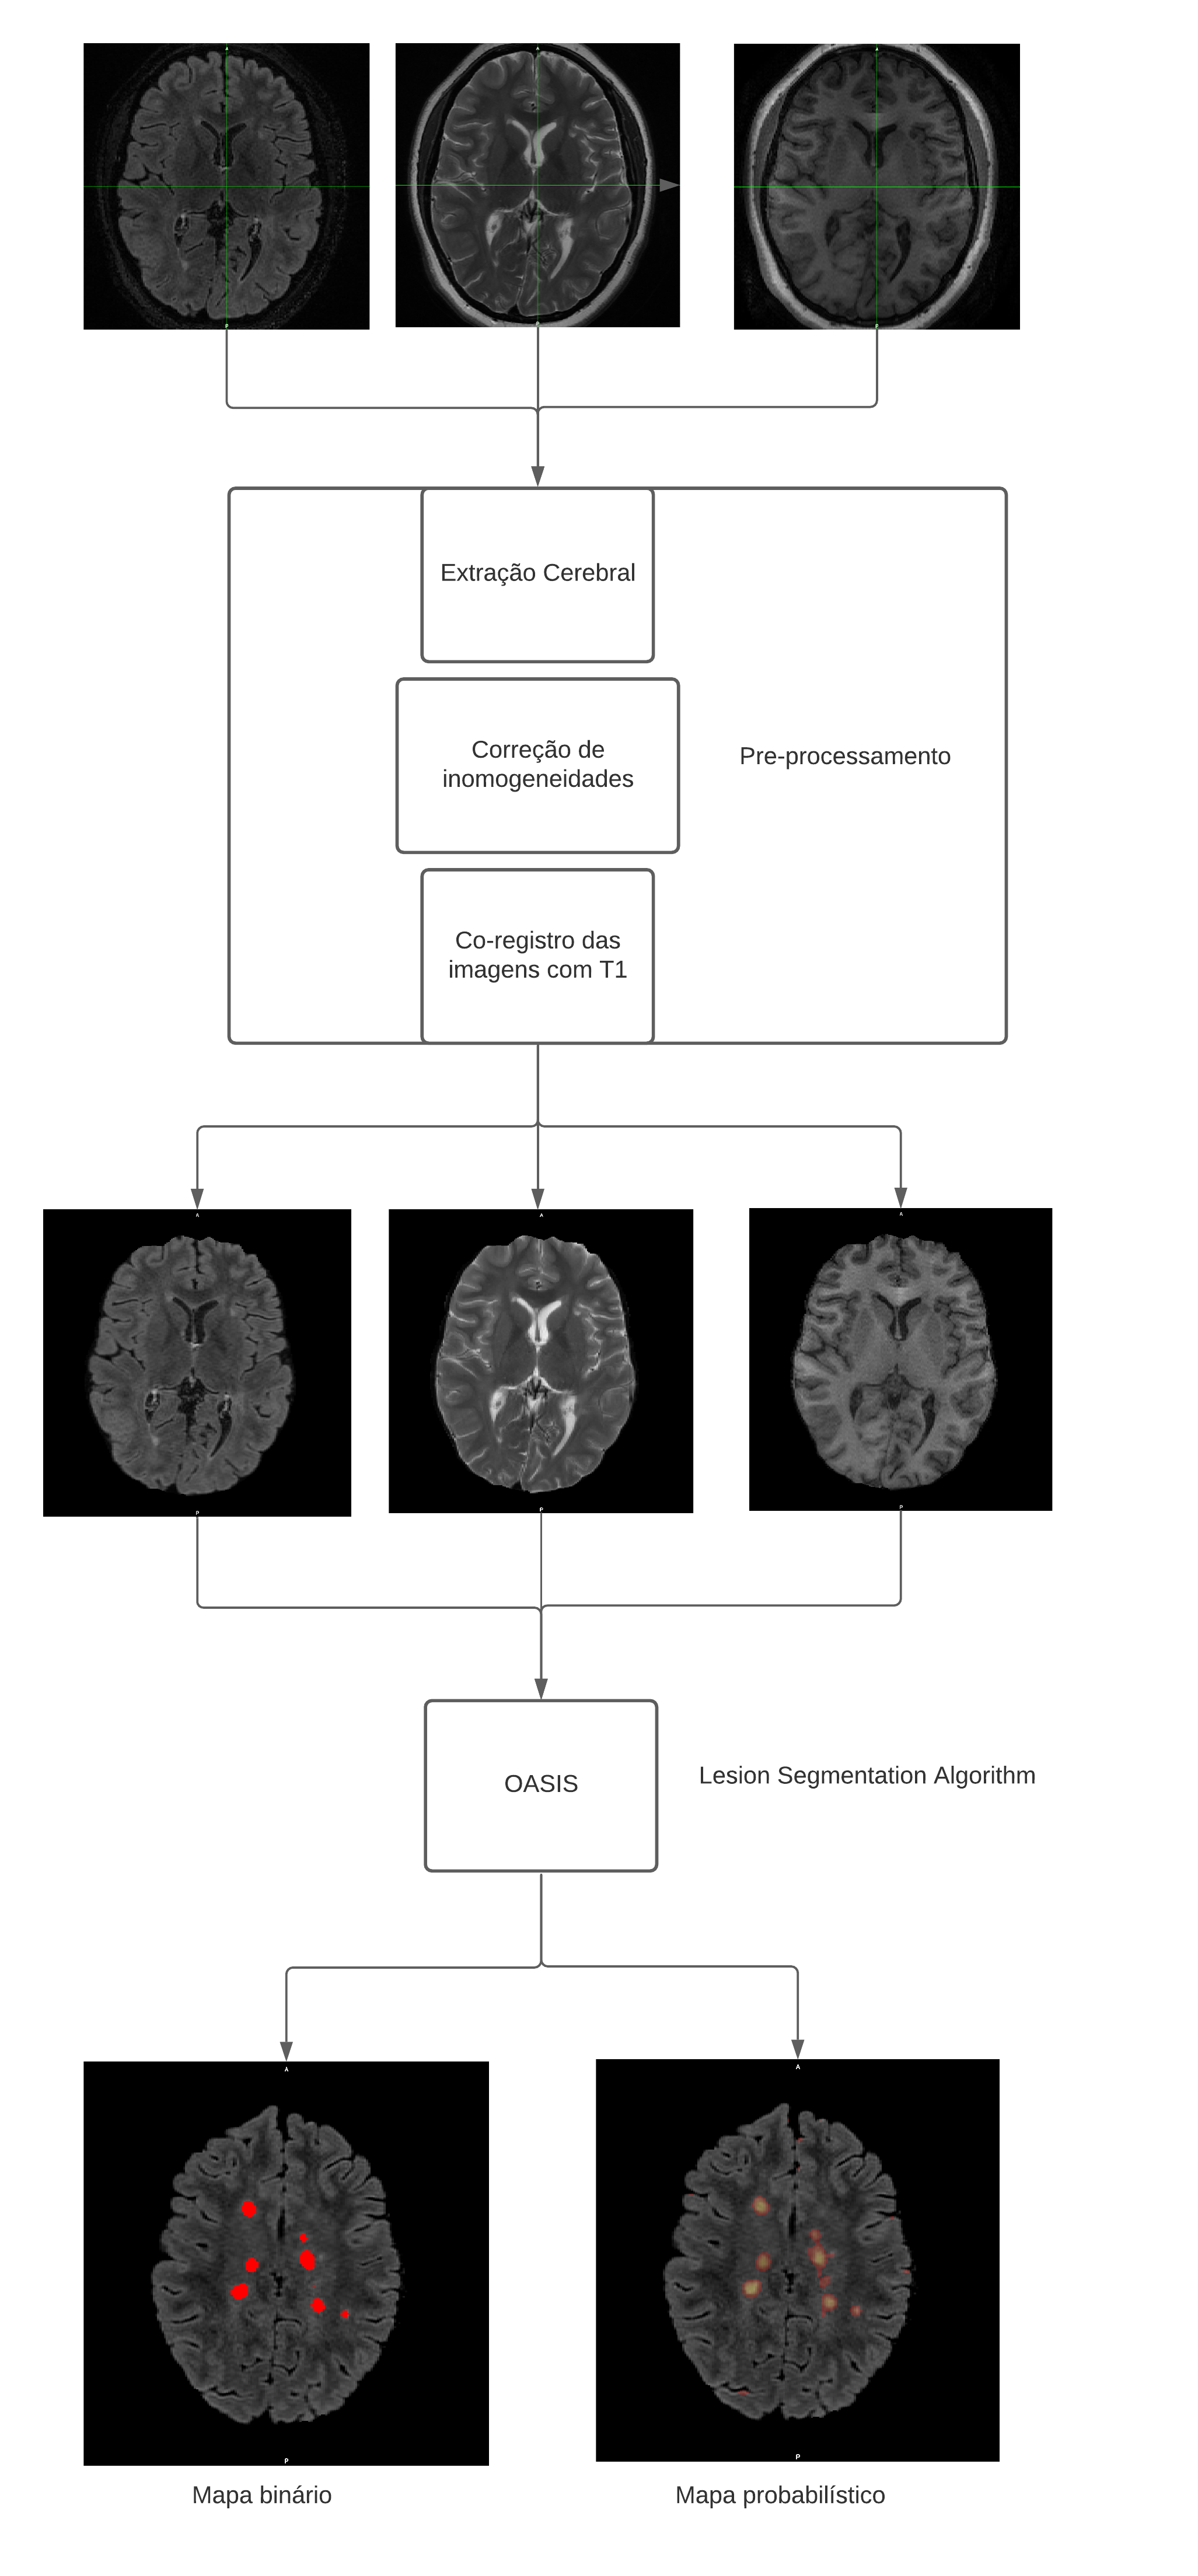 A
A
A
P
P
P
Extração Cerebral
Correção de
inomogeneidades
Pre-processamento
Co-registro das
imagens com T1
A
A
A
P
P
P
OASIS
Lesion Segmentation Algorithm
A
A
P
P
Mapa binário
Mapa probabilístico